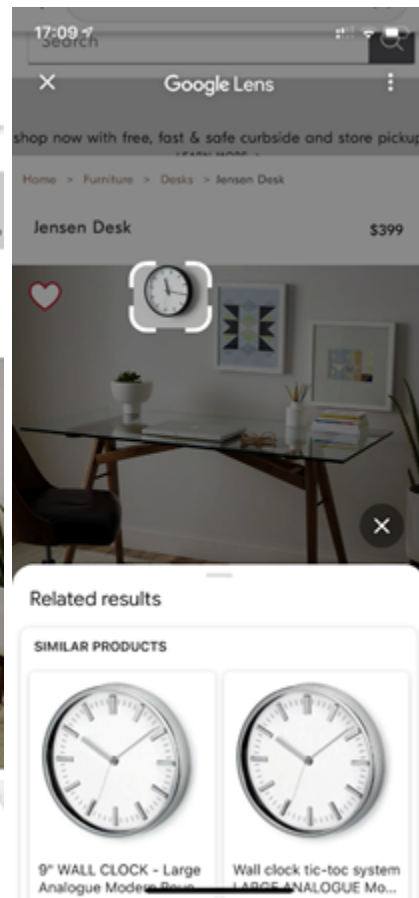 17:09
Search
Google Lens
shop now with free, fast & safe curbside and store pickup
LEARN MORE >
Home > Furniture > Desks > Jensen Desk
Jensen Desk
$399
Related results
SIMILAR PRODUCTS
9" WALL CLOCK - Large
Analogue Modern
Wall clock tic-toc system
LARGE ANALOGUE Mo...